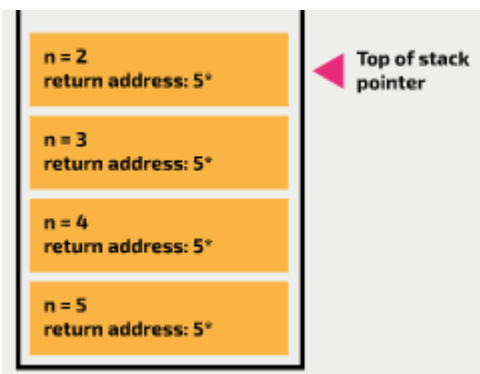 n = 2
return address: 5*
Top of stack
pointer
n = 3
return address: 5*
n = 4
return address: 5*
n = 5
return address: 5*